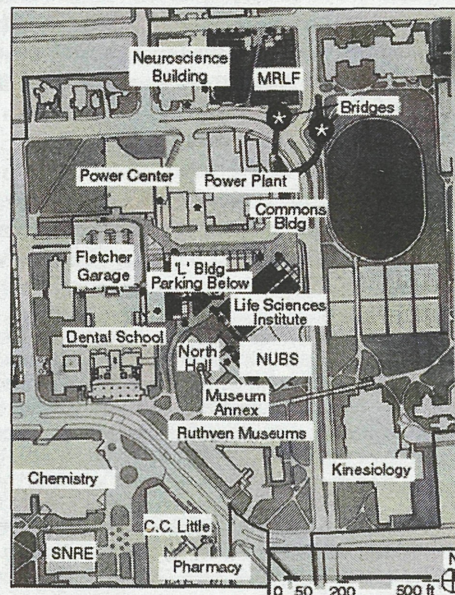 Neuroscience
Building
MRLF
Bridges
Power Center
Power Plant
Commons
Bldg
Fletcher
Garage
'L' Bldg
Parking Below
Life Sciences
Institute
Dental School
North
Hall
NUBS
Museum
Annex
Ruthven Museums
Chemistry
Kinesiology
C.C. Little
SNRE
Pharmacy
N
0 50 200 500 ft